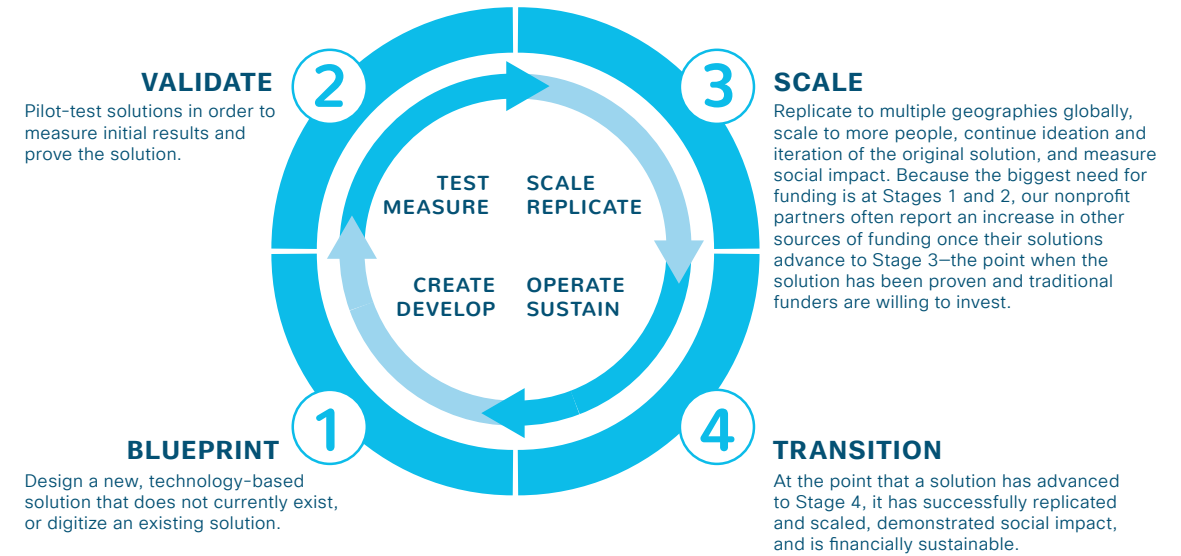 2
VALIDATE
Pilot-test solutions in order to
measure initial results and
prove the solution.
3
SCALE
Replicate to multiple geographies globally,
scale to more people, continue ideation and
iteration of the original solution, and measure
social impact. Because the biggest need for
funding is at Stages 1 and 2, our nonprofit
partners often report an increase in other
sources of funding once their solutions
advance to Stage 3—the point when the
solution has been proven and traditional
funders are willing to invest.
TEST
MEASURE
SCALE
REPLICATE
CREATE
DEVELOP
OPERATE
SUSTAIN
1
BLUEPRINT
Design a new, technology-based
solution that does not currently exist,
or digitize an existing solution.
4
TRANSITION
At the point that a solution has advanced
to Stage 4, it has successfully replicated
and scaled, demonstrated social impact,
and is financially sustainable.